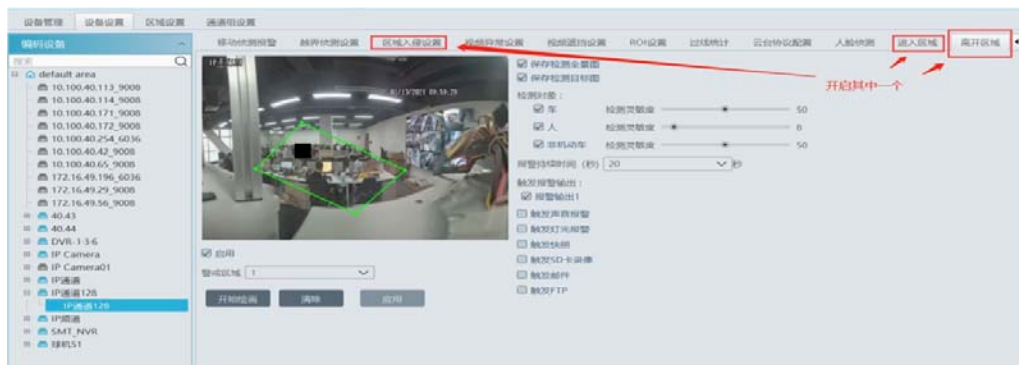 设备管理 设备设置 区域设置 通道组设置
编码设备
搜索
default area
10.100.40.113_9008
10.100.40.114_9008
10.100.40.171_9008
10.100.40.172_9008
10.100.40.254_6036
10.100.40.42_9008
10.100.40.65_9008
172.16.49.196_6036
172.16.49.29_9008
172.16.49.56_9008
40.43
40.44
DVR-1-3-6
IP Camera
IP Camera01
IP通道
IP通道128
IP通道128
IP频道
SMT_NVR
球机S1
移动侦测报警 越界侦测设置 区域入侵设置 视频异常设置 视频遮挡设置 ROI设置 过线统计 云台协议配置 人脸侦测 进入区域 离开区域
开启其中一个
启用
警戒区域 1
开始绘画 清除 应用
保存检测全景图
保存检测目标图
检测对象：
车 检测灵敏度 50
人 检测灵敏度 8
非机动车 检测灵敏度 50
报警持续时间 (秒) 20 秒
触发报警输出：
报警输出1
触发声音报警
触发灯光报警
触发快照
触发SD卡录像
触发邮件
触发FTP